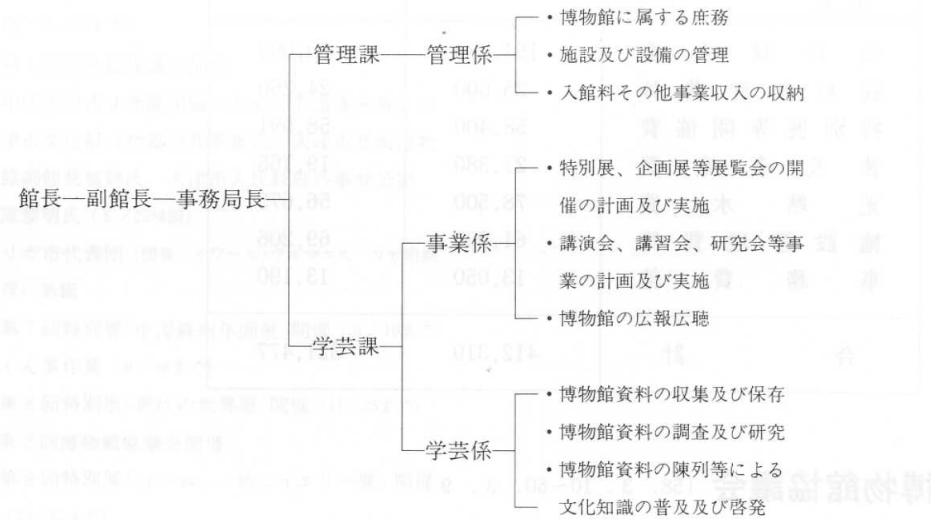 館長―副館長―事務局長
管理課
管理係
・博物館に属する庶務
・施設及び設備の管理
・入館料その他事業収入の収納
学芸課
事業係
・特別展、企画展等展覧会の開
催の計画及び実施
・講演会、講習会、研究会等事
業の計画及び実施
・博物館の広報広聴
学芸係
・博物館資料の収集及び保存
・博物館資料の調査及び研究
・博物館資料の陳列等による
文化知識の普及及び啓発